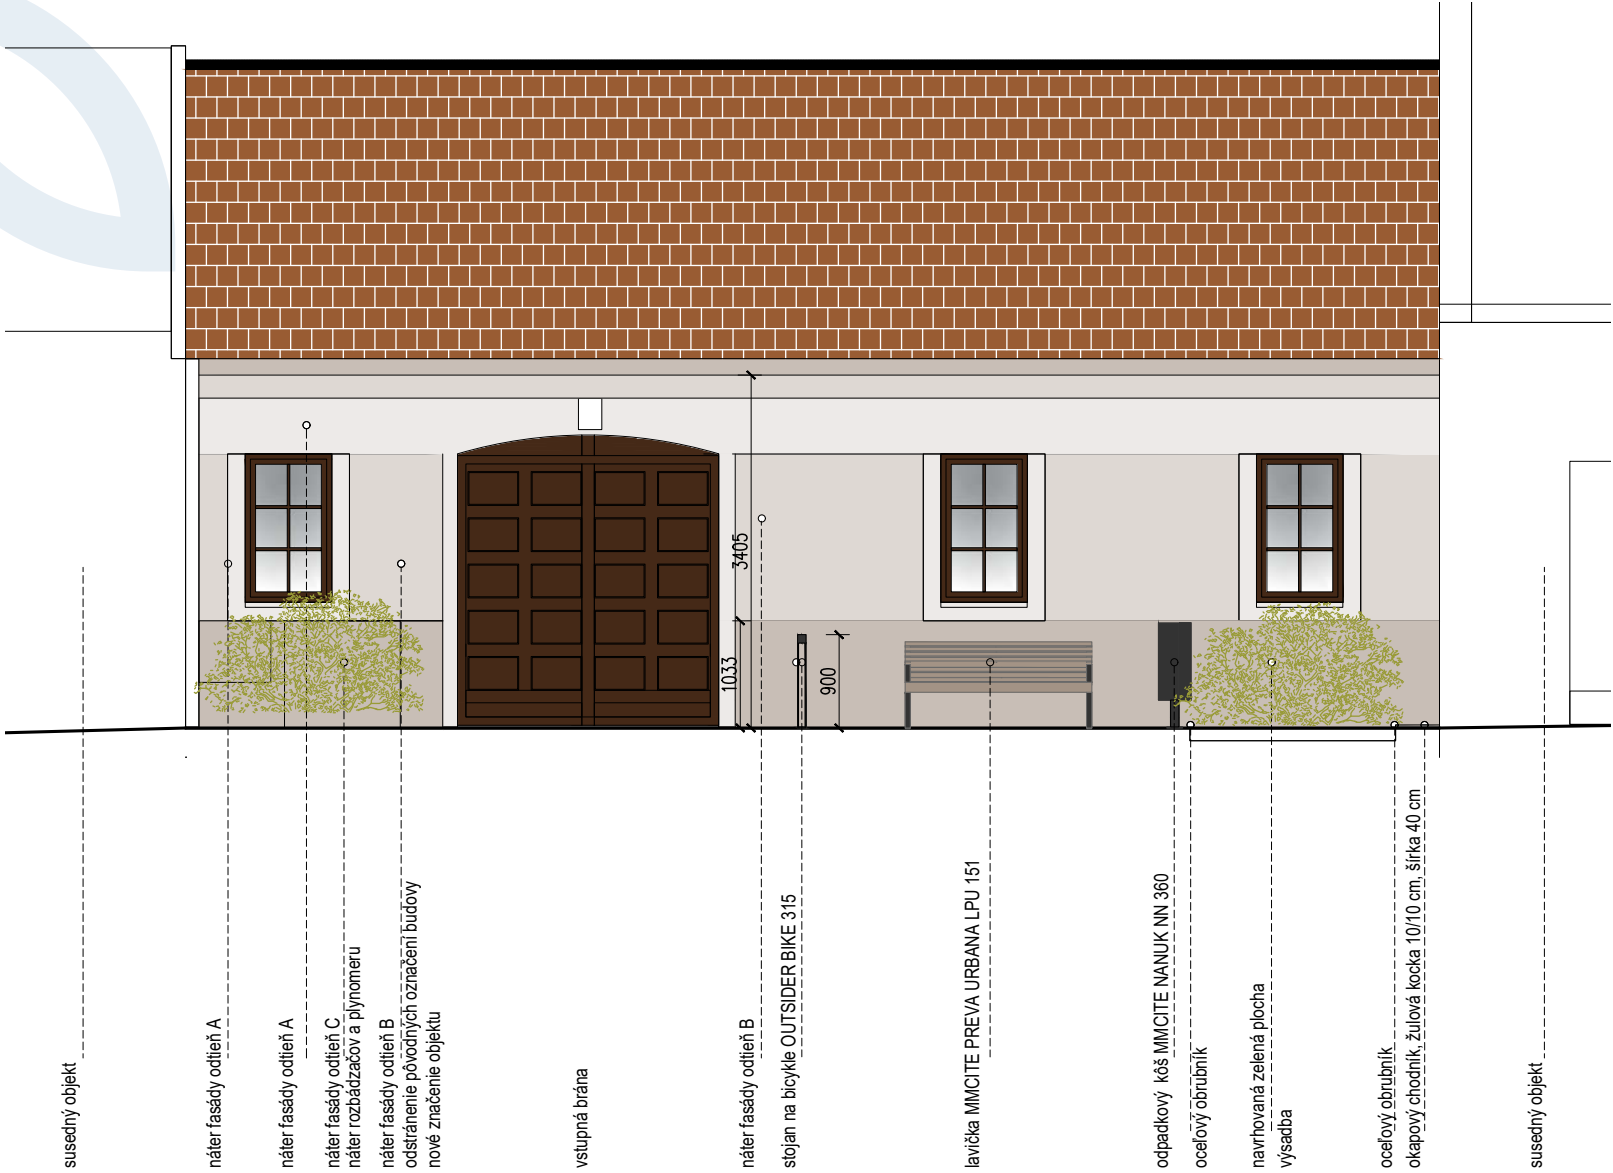 3405
1033
900
susedný objekt
náter fasády odtieň A
náter fasády odtieň A
náter fasády odtieň C
náter rozbádzačov a plynomeru
náter fasády odtieň B
odstránenie pôvodných označení budovy
nové značenie objektu
vstupná brána
náter fasády odtieň B
stojan na bicykle OUTSIDER BIKE 315
lavička MMCITE PREVA URBANA LPU 151
odpadkový kôš MMCITE NANUK NN 360
oceľový obrubník
navrhovaná zelená plocha
výsadba
oceľový obrubník
okapový chodník, žulová kocka 10/10 cm, šírka 40 cm
susedný objekt